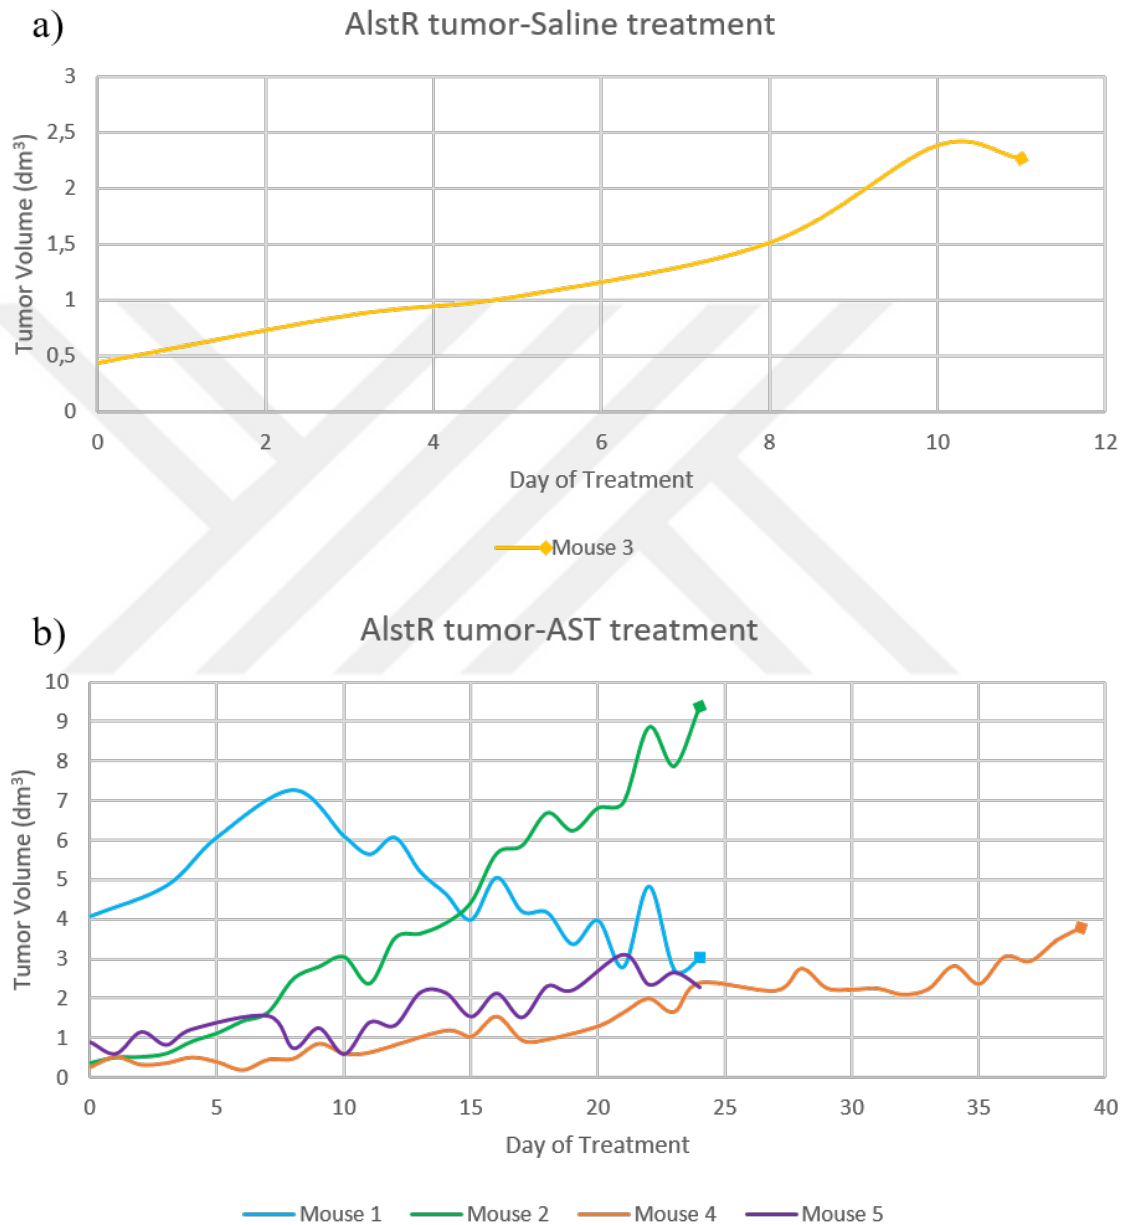 a)
AlstR tumor-Saline treatment
Tumor Volume (dm³)
3
2,5
2
1,5
1
0,5
0
0 2 4 6 8 10 12
Day of Treatment
Mouse 3
b)
AlstR tumor-AST treatment
Tumor Volume (dm³)
10
9
8
7
6
5
4
3
2
1
0
0 5 10 15 20 25 30 35 40
Day of Treatment
Mouse 1 Mouse 2 Mouse 4 Mouse 5